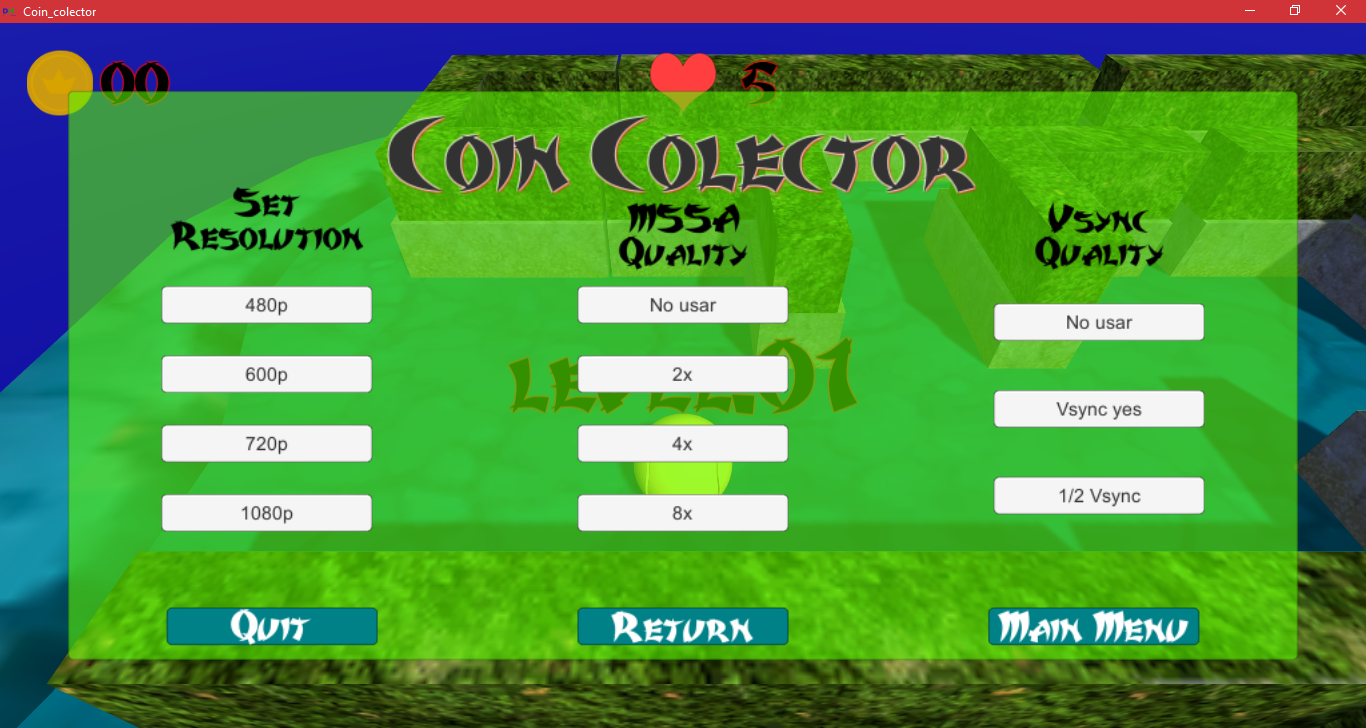 Coin_colector
00
5
Coin Colector
Set
Resolution
480p
600p
720p
1080p
MSSA
Quality
No usar
2x
4x
8x
Vsync
Quality
No usar
Vsync yes
1/2 Vsync
Quit
Return
Main Menu